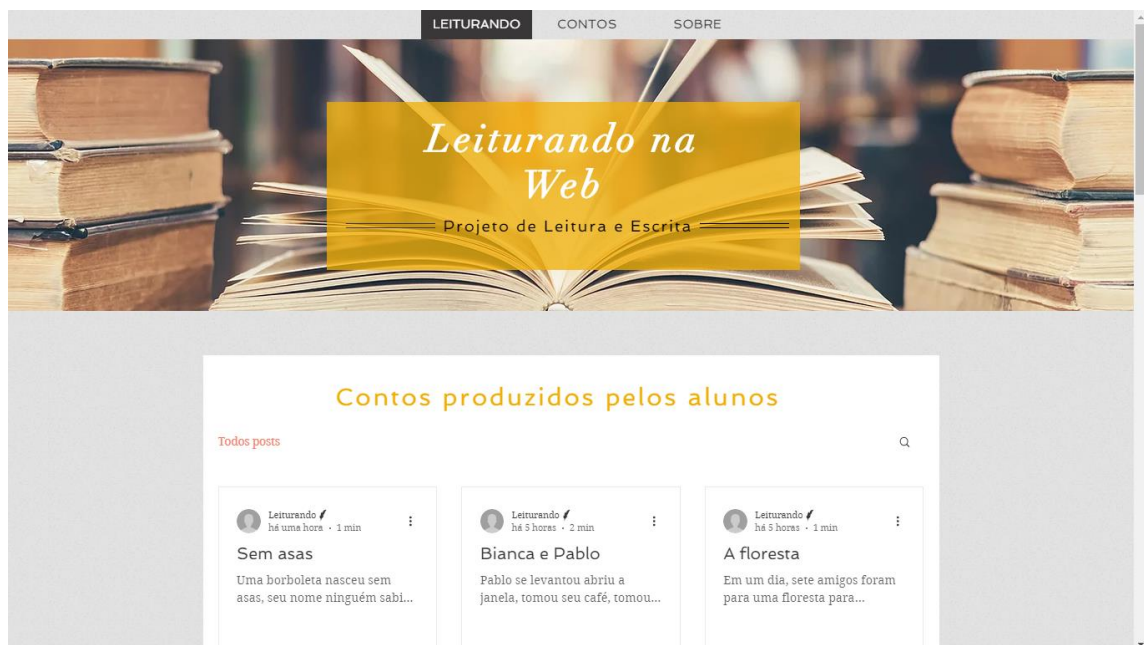 LEITURANDO CONTOS SOBRE
Leiturando na
Web
Projeto de Leitura e Escrita
Contos produzidos pelos alunos
Todos posts
Leiturando
há uma hora · 1 min
Sem asas
Uma borboleta nasceu sem
asas, seu nome ninguém sabi...
Leiturando
há 5 horas · 2 min
Bianca e Pablo
Pablo se levantou abriu a
janela, tomou seu café, tomou...
Leiturando
há 5 horas · 1 min
A floresta
Em um dia, sete amigos foram
para uma floresta para...